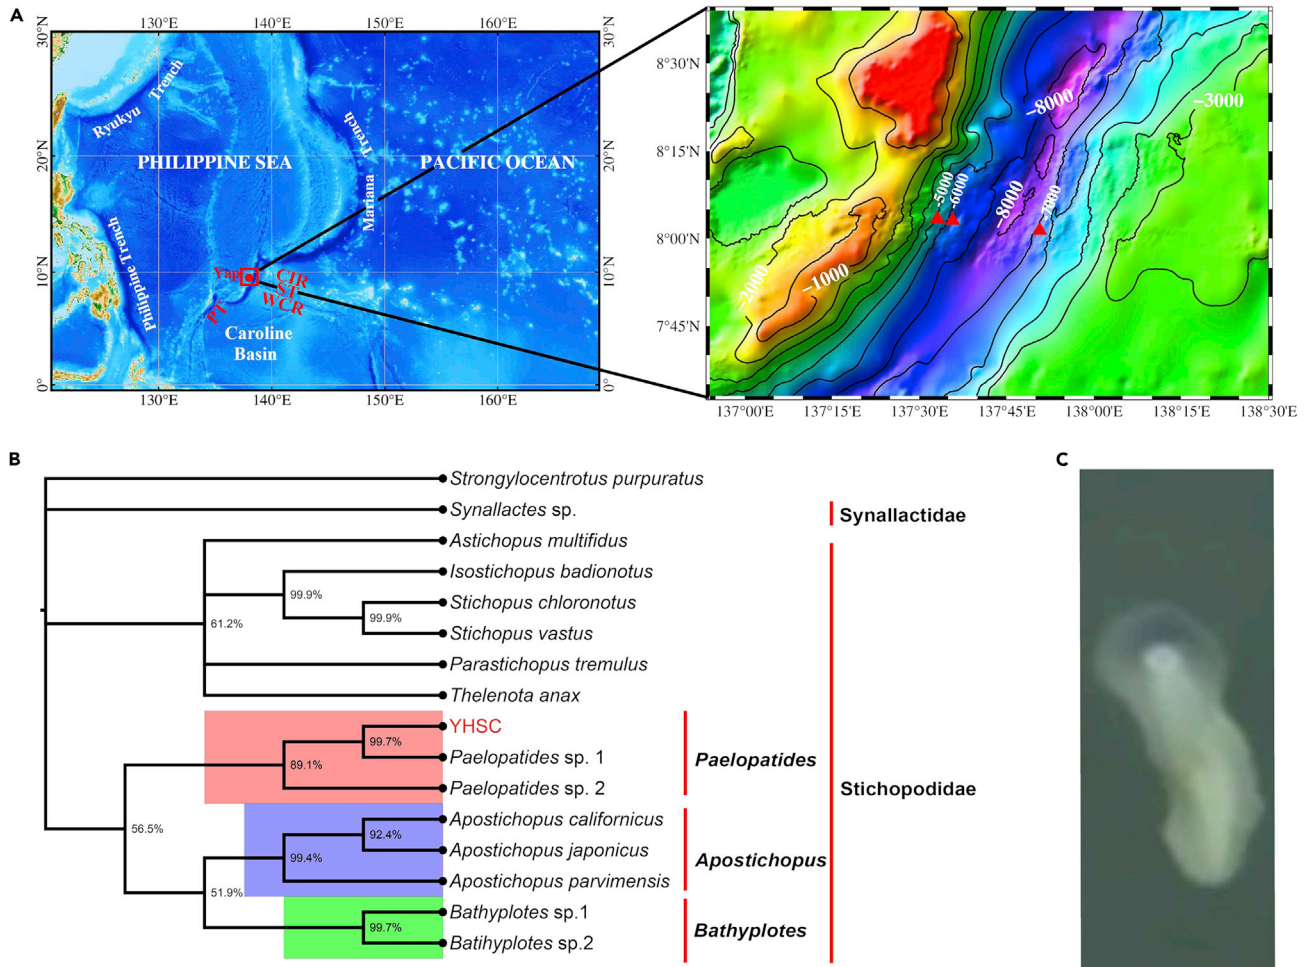 A
130°E
140°E
150°E
160°E
30°N
30°N
20°N
20°N
10°N
10°N
0°
0°
Ryukyu Trench
PHILIPPINE SEA
PACIFIC OCEAN
Mariana Trench
Philippine Trench
Yap
CIR
ST
WCR
PT
Caroline
Basin
130°E
140°E
150°E
160°E
8°30'N
8°15'N
8°00'N
7°45'N
−8000
−3000
−5000
−6000
−8000
−7000
−2000
−1000
137°00'E
137°15'E
137°30'E
137°45'E
138°00'E
138°15'E
138°30'E
B
Strongylocentrotus purpuratus
Synallactes sp.
Synallactidae
Astichopus multifidus
Isostichopus badionotus
99.9%
Stichopus chloronotus
99.9%
61.2%
Stichopus vastus
Parastichopus tremulus
Thelenota anax
YHSC
99.7%
Paelopatides sp. 1
Paelopatides
89.1%
Paelopatides sp. 2
Stichopodidae
Apostichopus californicus
56.5%
92.4%
Apostichopus japonicus
Apostichopus
99.4%
Apostichopus parvimensis
51.9%
Bathyplotes sp.1
99.7%
Bathyplotes
Batihyplotes sp.2
C